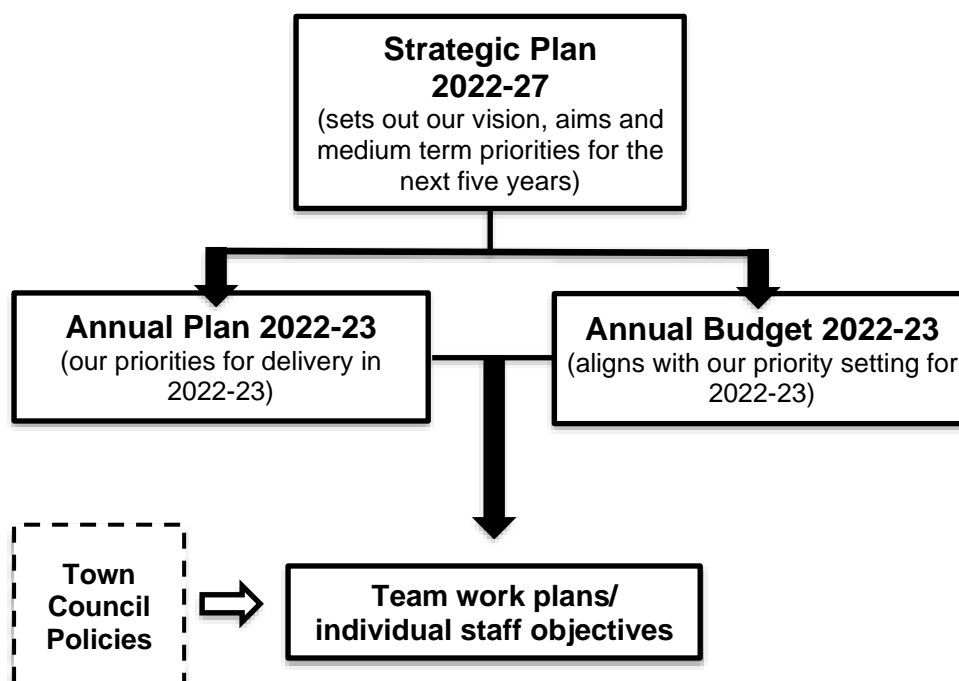 Strategic Plan
2022-27
(sets out our vision, aims and
medium term priorities for the
next five years)
Annual Plan 2022-23
(our priorities for delivery in
2022-23)
Annual Budget 2022-23
(aligns with our priority setting for
2022-23)
Town
Council
Policies
Team work plans/
individual staff objectives